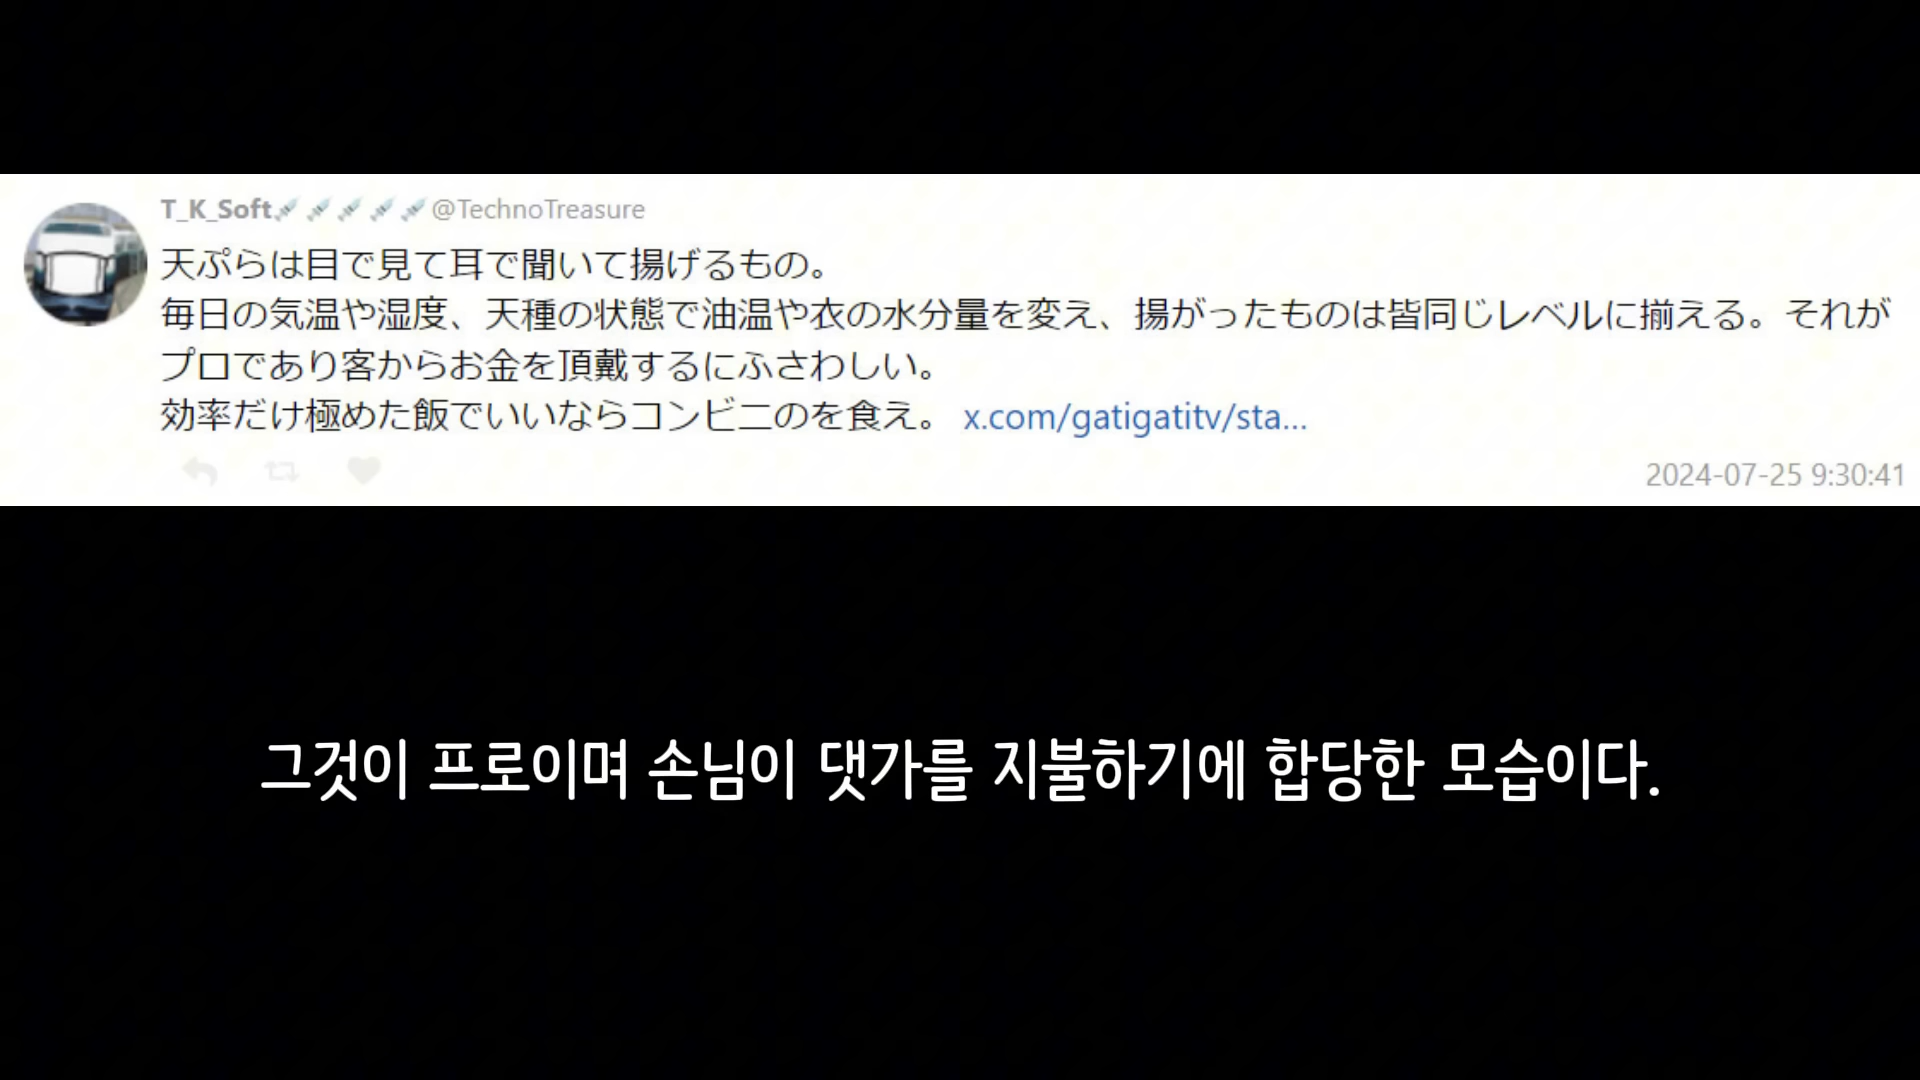 T_K_Soft💉💉💉💉💉@TechnoTreasure
天ぷらは目で見て耳で聞いて揚げるもの。
毎日の気温や湿度、天種の状態で油温や衣の水分量を変え、揚がったものは皆同じレベルに揃える。それが
プロであり客からお金を頂戴するにふさわしい。
効率だけ極めた飯でいいならコンビニのを食え。 x.com/gatigatitv/sta...
2024-07-25 9:30:41
그것이 프로이며 손님이 댓가를 지불하기에 합당한 모습이다.